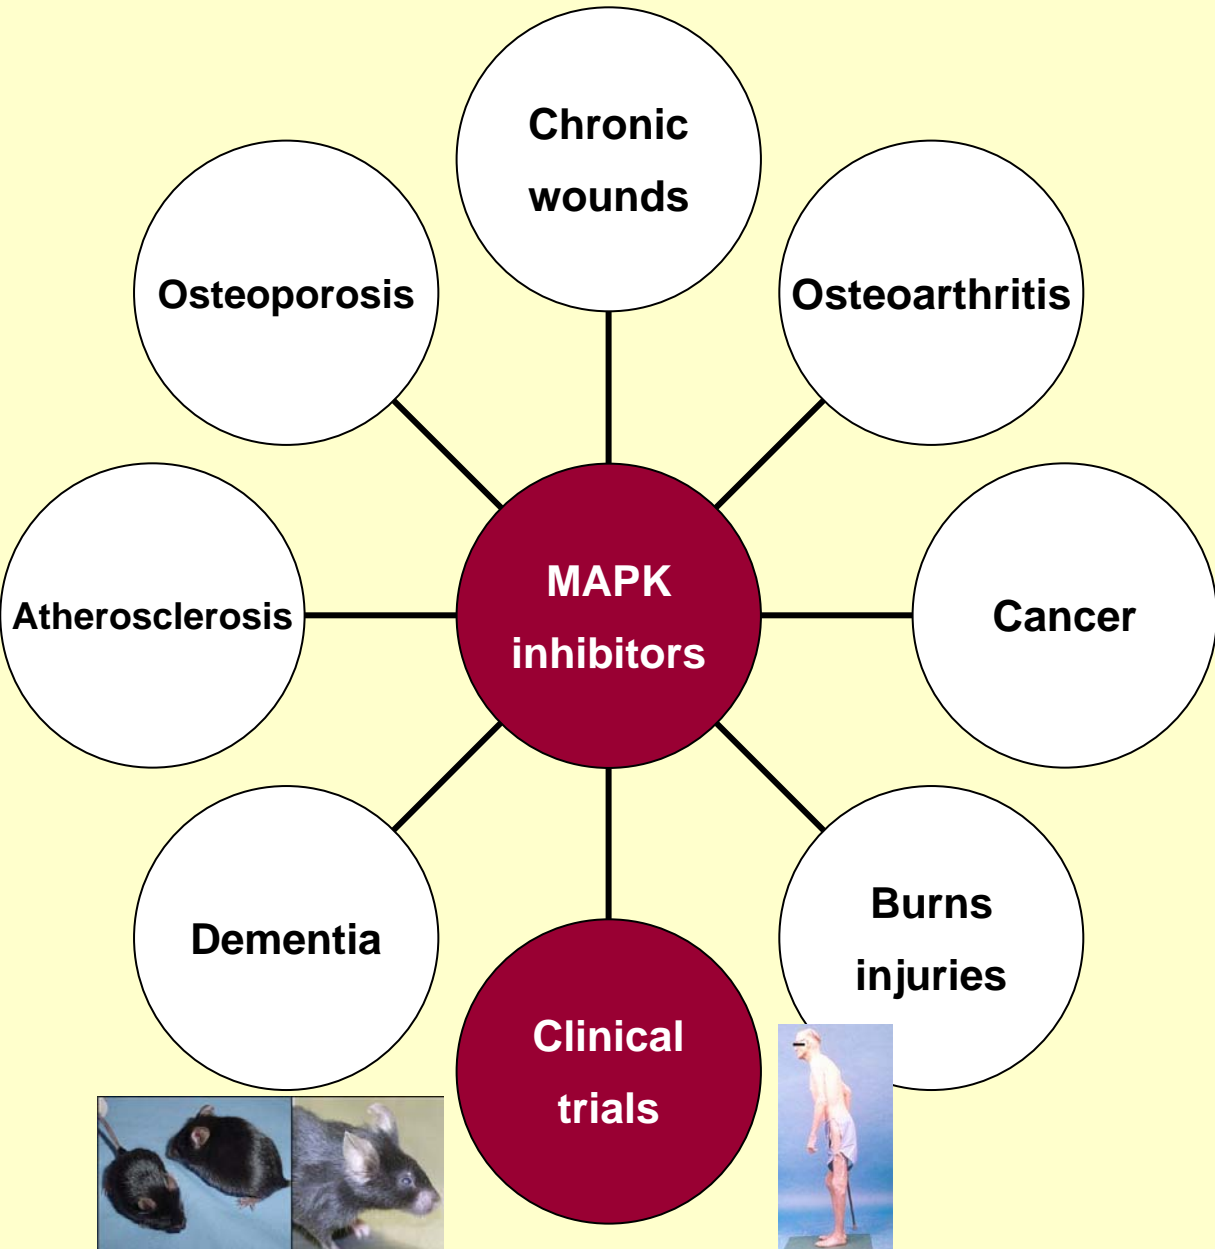 Chronic
wounds
Osteoporosis
Osteoarthritis
Atherosclerosis
MAPK
inhibitors
Cancer
Dementia
Burns
injuries
Clinical
trials